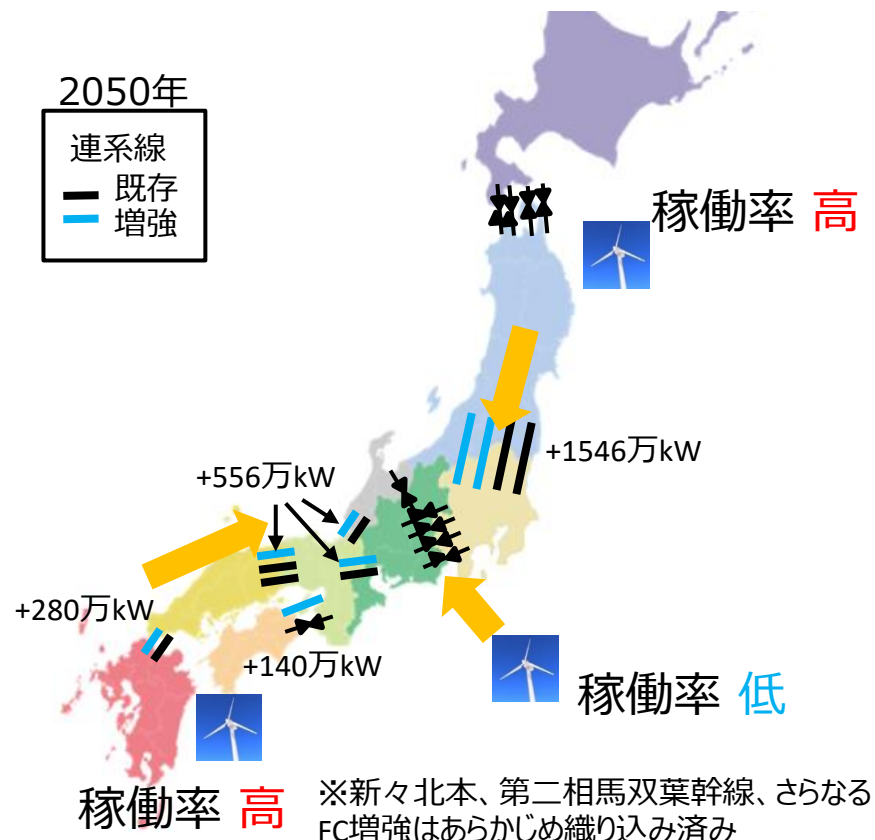 2050年
連系線
既存
増強
稼働率 高
+1546万kW
+556万kW
+280万kW
+140万kW
稼働率 低
稼働率 高
※新々北本、第二相馬双葉幹線、さらなる
FC増強はあらかじめ織り込み済み